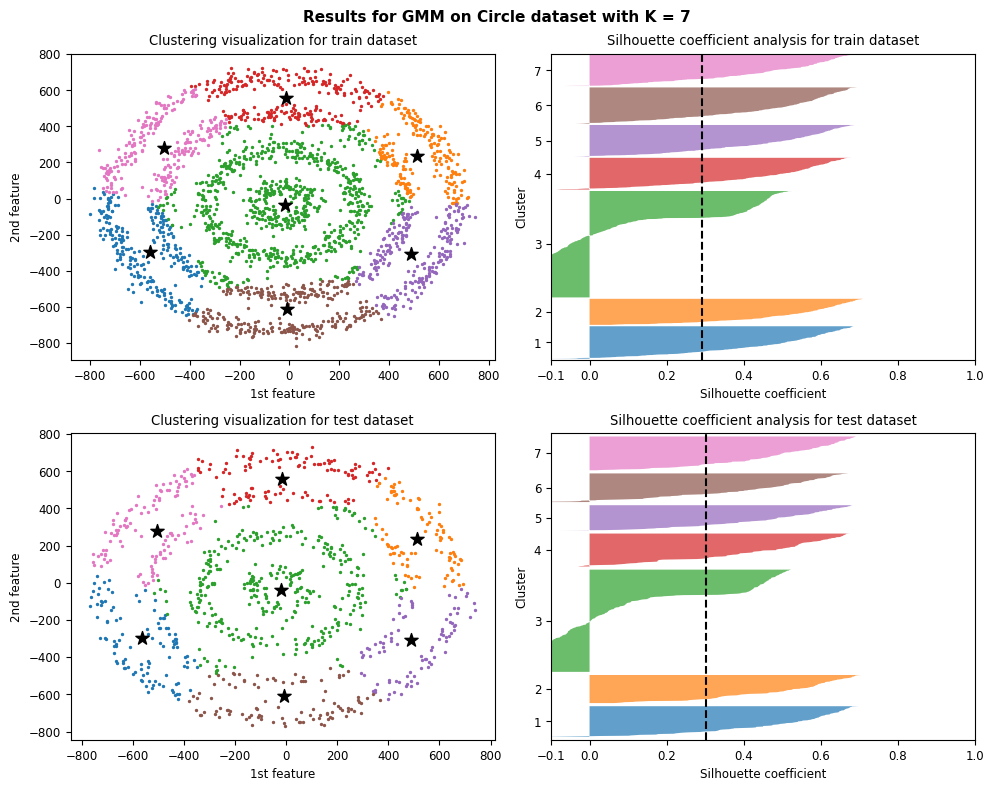 Results for GMM on Circle dataset with K = 7
Clustering visualization for train dataset
2nd feature
800
600
400
200
0
−200
−400
−600
−800
−800 −600 −400 −200 0 200 400 600 800
1st feature
Silhouette coefficient analysis for train dataset
Cluster
7
6
5
4
3
2
1
−0.1 0.0 0.2 0.4 0.6 0.8 1.0
Silhouette coefficient
Clustering visualization for test dataset
2nd feature
800
600
400
200
0
−200
−400
−600
−800
−800 −600 −400 −200 0 200 400 600 800
1st feature
Silhouette coefficient analysis for test dataset
Cluster
7
6
5
4
3
2
1
−0.1 0.0 0.2 0.4 0.6 0.8 1.0
Silhouette coefficient